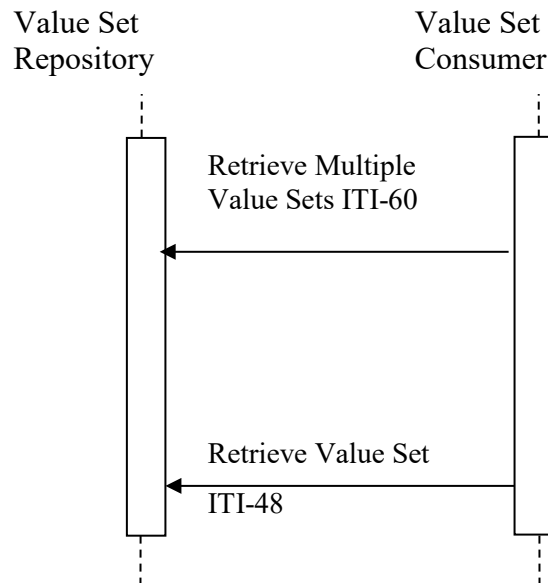 Value Set
Repository
Value Set
Consumer
Retrieve Multiple
Value Sets ITI-60
Retrieve Value Set
ITI-48